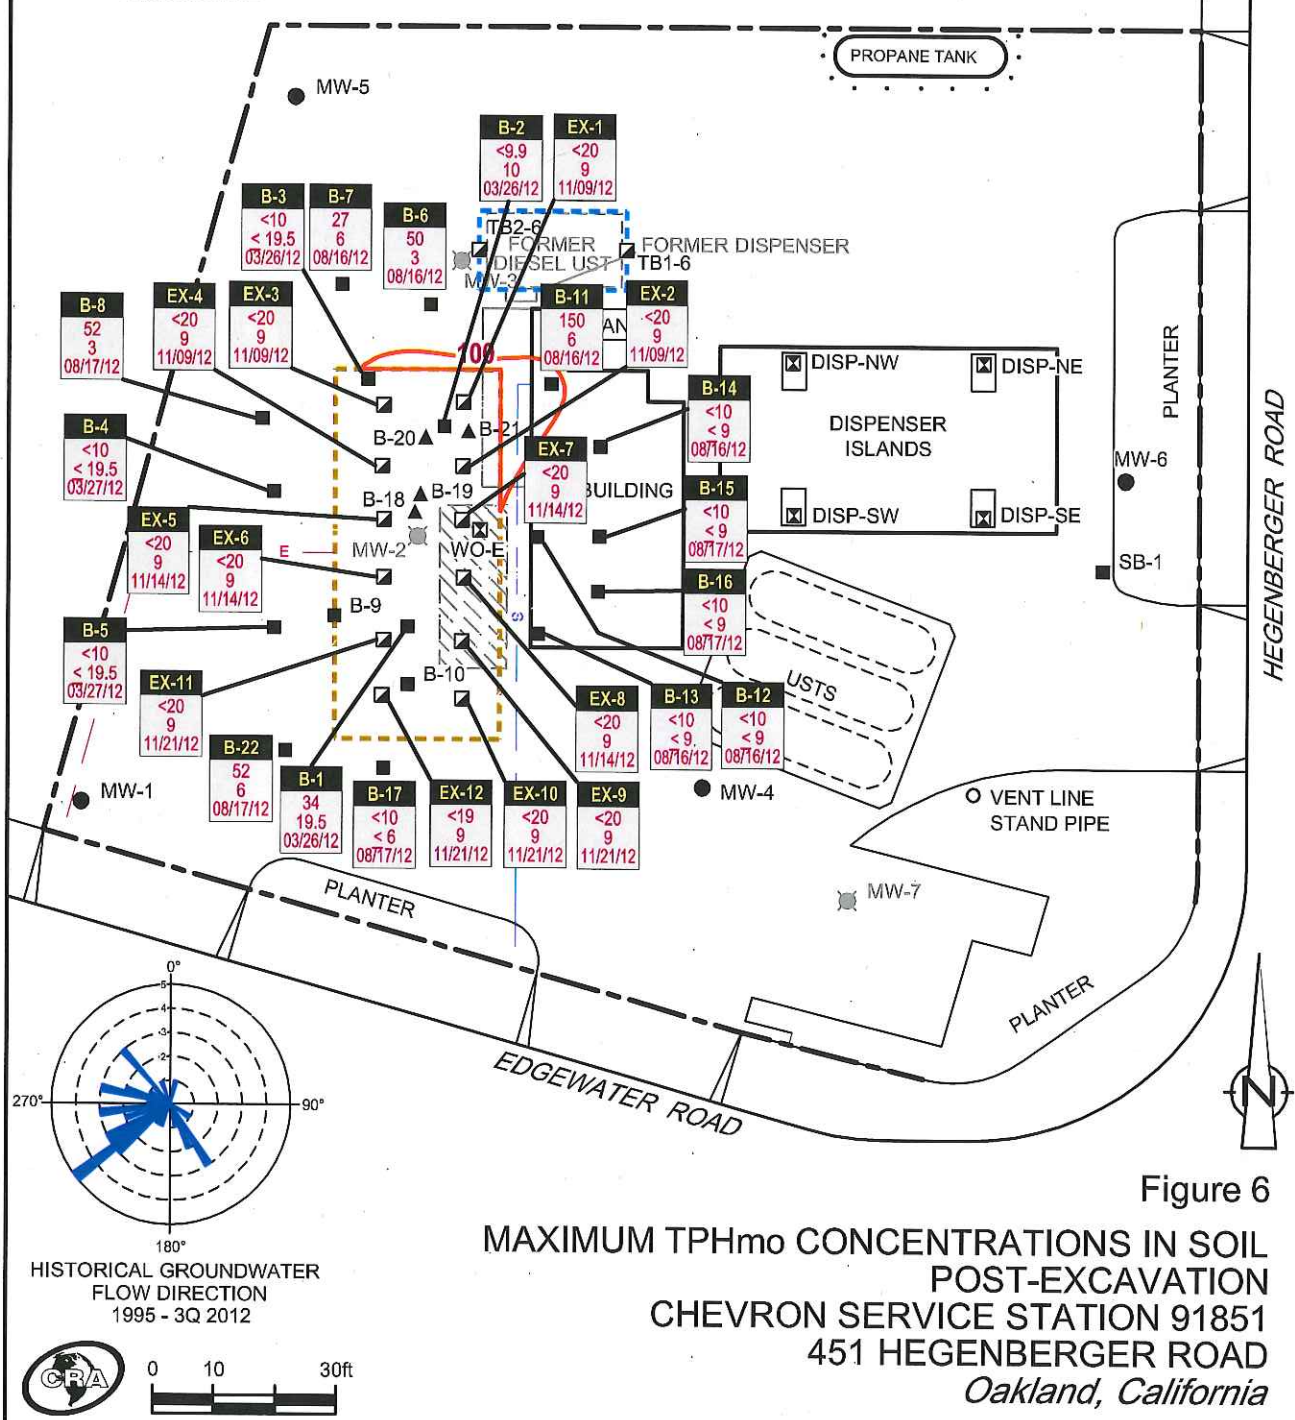 PROPANE TANK
MW-5
B-2
<9.9
10
03/26/12
EX-1
<20
9
11/09/12
B-3
<10
< 19.5
03/26/12
B-7
27
6
08/16/12
B-6
50
3
08/16/12
TB2-6
FORMER
DIESEL UST
MW-3
FORMER DISPENSER
TB1-6
B-8
52
3
08/17/12
EX-4
<20
9
11/09/12
EX-3
<20
9
11/09/12
B-11
150
6
08/16/12
AN
EX-2
<20
9
11/09/12
100
DISP-NW
DISP-NE
DISPENSER
ISLANDS
DISP-SW
DISP-SE
PLANTER
HEGENBERGER ROAD
MW-6
SB-1
B-14
<10
< 9
08/16/12
B-4
<10
< 19.5
03/27/12
B-20
B-21
EX-7
<20
9
11/14/12
BUILDING
B-15
<10
< 9
08/17/12
B-18
B-19
EX-5
<20
9
11/14/12
EX-6
<20
9
11/14/12
E
MW-2
WO-E
B-16
<10
< 9
08/17/12
B-9
S
B-5
<10
< 19.5
03/27/12
EX-11
<20
9
11/21/12
B-10
USTS
EX-8
<20
9
11/14/12
B-13
<10
< 9
08/16/12
B-12
<10
< 9
08/16/12
B-22
52
6
08/17/12
B-1
34
19.5
03/26/12
B-17
<10
< 6
08/17/12
EX-12
<19
9
11/21/12
EX-10
<20
9
11/21/12
EX-9
<20
9
11/21/12
MW-1
MW-4
VENT LINE
STAND PIPE
MW-7
PLANTER
PLANTER
EDGEWATER ROAD
0°
5
4
3
2
270°
90°
180°
HISTORICAL GROUNDWATER
FLOW DIRECTION
1995 - 3Q 2012
N
CRA
0 10 30ft
Figure 6
MAXIMUM TPHmo CONCENTRATIONS IN SOIL
POST-EXCAVATION
CHEVRON SERVICE STATION 91851
451 HEGENBERGER ROAD
Oakland, California